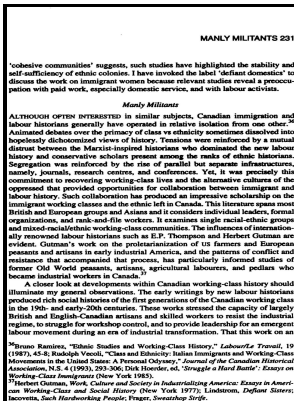 MANLY MILITANTS 231
'cohesive communities' suggests, such studies have highlighted the stability and
self-sufficiency of ethnic colonies. I have invoked the label 'defiant domestics' to
discuss the work on immigrant women because relevant studies reveal a preoccu-
pation with paid work, especially domestic service, and with labour activists.
Manly Militants
ALTHOUGH OFTEN INTERESTED in similar subjects, Canadian immigration and
labour historians generally have operated in relative isolation from one other.36
Animated debates over the primacy of class vs ethnicity sometimes dissolved into
hopelessly dichotomized views of history. Tensions were reinforced by a mutual
distrust between the Marxist-inspired historians who dominated the new labour
history and conservative scholars present among the ranks of ethnic historians.
Segregation was reinforced by the rise of parallel but separate infrastructures,
namely, journals, research centres, and conferences. Yet, it was precisely this
commitment to recovering working-class lives and the alternative cultures of the
oppressed that provided opportunities for collaboration between immigrant and
labour history. Such collaboration has produced an impressive scholarship on the
immigrant working classes and the ethnic left in Canada. This literature spans most
British and European groups and Asians and it considers individual leaders, formal
organizations, and rank-and-file workers. It examines single racial-ethnic groups
and mixed-racial/ethnic working-class communities. The influences of internation-
ally renowned labour historians such as E.P. Thompson and Herbert Gutman are
evident. Gutman's work on the proletarianization of US farmers and European
peasants and artisans in early industrial America, and the patterns of conflict and
resistance that accompanied that process, has particularly informed studies of
former Old World peasants, artisans, agricultural labourers, and pedlars who
became industrial workers in Canada.37
A closer look at developments within Canadian working-class history should
illuminate my general observations. The early writings by new labour historians
produced rich social histories of the first generations of the Canadian working class
in the 19th- and early-20th centuries. These works stressed the capacity of largely
British and English-Canadian artisans and skilled workers to resist the industrial
regime, to struggle for workshop control, and to provide leadership for an emergent
labour movement during an era of industrial transformation. That this work on an
36Bruno Ramirez, "Ethnic Studies and Working-Class History," Labour/Le Travail, 19
(1987), 45-8; Rudolph Vecoli, "Class and Ethnicity: Italian Immigrants and Working-Class
Movements in the United States: A Personal Odyssey," Journal of the Canadian Historical
Association, N.S. 4 (1993), 293-306; Dirk Hoerder, ed, 'Struggle a Hard Battle': Essays on
Working-Class Immigrants (New York 1985).
37Herbert Gutman, Work, Culture and Society in Industrializing America: Essays in Ameri-
can Working-Class and Social History (New York 1977); Lindstrom, Defiant Sisters;
Iacovetta, Such Hardworking People; Frager, Sweatshop Strife.